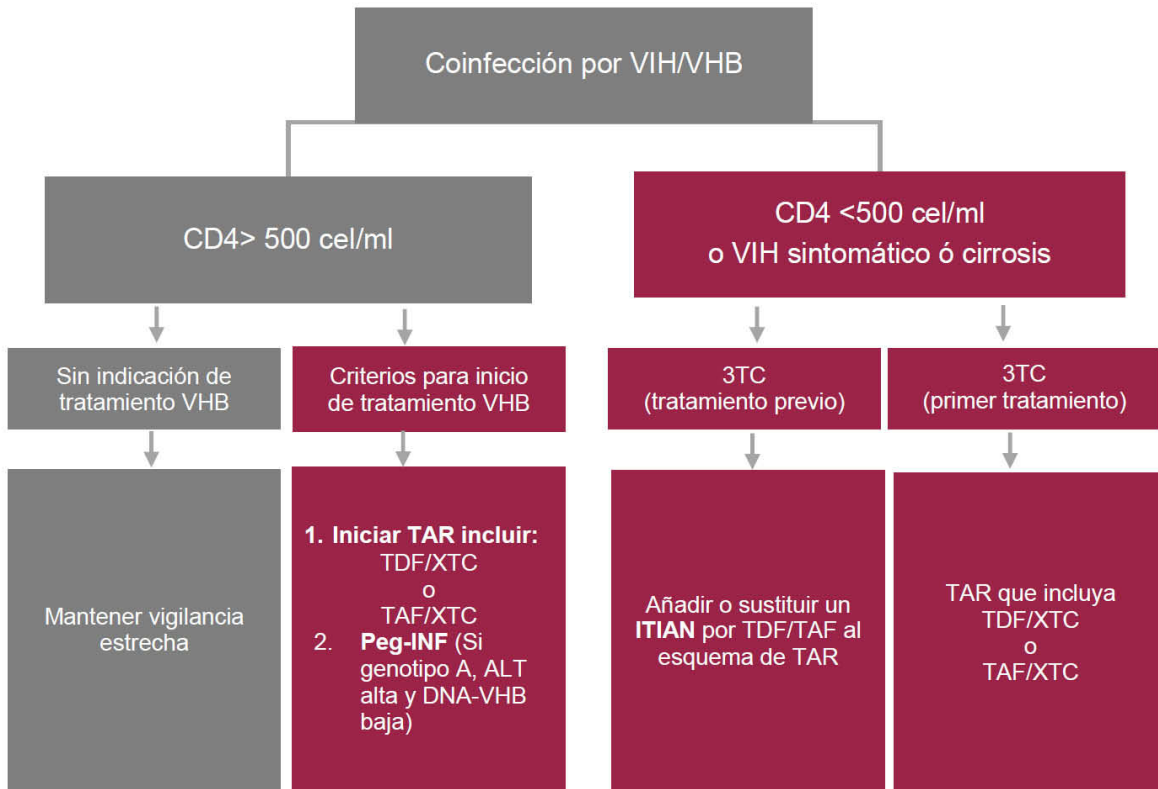 Coinfección por VIH/VHB
CD4> 500 cel/ml
CD4 <500 cel/ml
o VIH sintomático ó cirrosis
Sin indicación de
tratamiento VHB
Criterios para inicio
de tratamiento VHB
3TC
(tratamiento previo)
3TC
(primer tratamiento)
Mantener vigilancia
estrecha
1. Iniciar TAR incluir:
TDF/XTC
o
TAF/XTC
2. Peg-INF (Si
genotipo A, ALT
alta y DNA-VHB
baja)
Añadir o sustituir un
ITIAN por TDF/TAF al
esquema de TAR
TAR que incluya
TDF/XTC
o
TAF/XTC